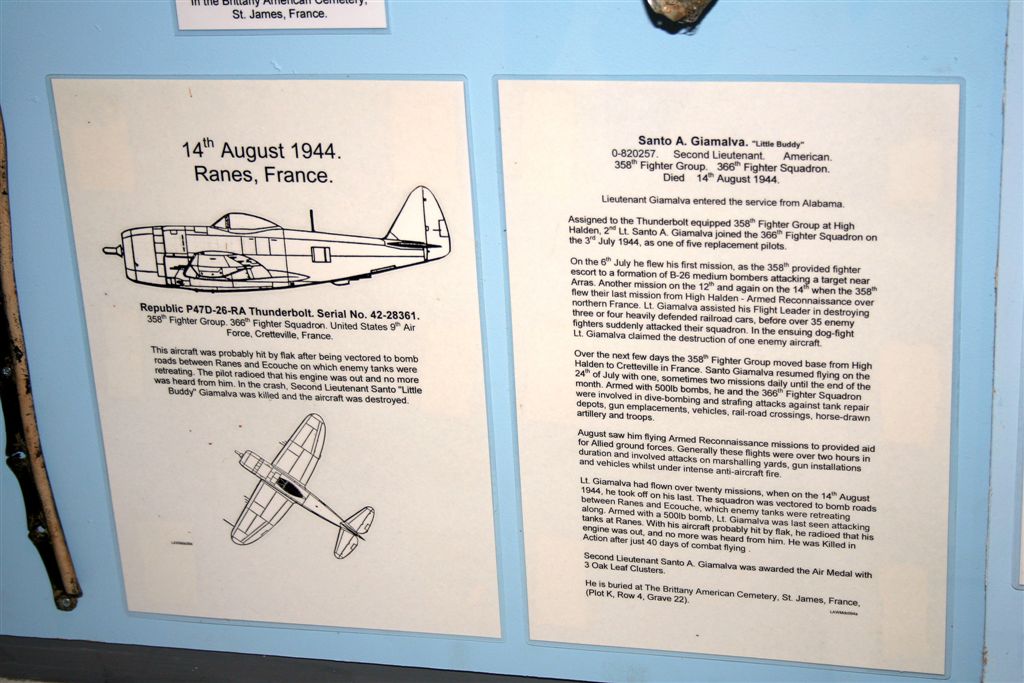 In the Brittany American Cemetery,
St. James, France.
14th August 1944.
Ranes, France.
Republic P47D-26-RA Thunderbolt. Serial No. 42-28361.
358th Fighter Group. 366th Fighter Squadron. United States 9th Air
Force, Cretteville, France.
This aircraft was probably hit by flak after being vectored to bomb
roads between Ranes and Ecouche on which enemy tanks were
retreating. The pilot radioed that his engine was out and no more
was heard from him. In the crash, Second Lieutenant Santo "Little
Buddy" Giamalva was killed and the aircraft was destroyed.
Santo A. Giamalva. "Little Buddy"
0-820257. Second Lieutenant. American.
358th Fighter Group. 366th Fighter Squadron.
Died 14th August 1944.
Lieutenant Giamalva entered the service from Alabama.
Assigned to the Thunderbolt equipped 358th Fighter Group at High
Halden, 2nd Lt. Santo A. Giamalva joined the 366th Fighter Squadron on
the 3rd July 1944, as one of five replacement pilots.
On the 6th July he flew his first mission, as the 358th provided fighter
escort to a formation of B-26 medium bombers attacking a target near
Arras. Another mission on the 12th and again on the 14th when the 358th
flew their last mission from High Halden - Armed Reconnaissance over
northern France. Lt. Giamalva assisted his Flight Leader in destroying
three or four heavily defended railroad cars, before over 35 enemy
fighters suddenly attacked their squadron. In the ensuing dog-fight
Lt. Giamalva claimed the destruction of one enemy aircraft.
Over the next few days the 358th Fighter Group moved base from High
Halden to Cretteville in France. Santo Giamalva resumed flying on the
24th of July with one, sometimes two missions daily until the end of the
month. Armed with 500lb bombs, he and the 366th Fighter Squadron
were involved in dive-bombing and strafing attacks against tank repair
depots, gun emplacements, vehicles, rail-road crossings, horse-drawn
artillery and troops.
August saw him flying Armed Reconnaissance missions to provided aid
for Allied ground forces. Generally these flights were over two hours in
duration and involved attacks on marshalling yards, gun installations
and vehicles whilst under intense anti-aircraft fire.
Lt. Giamalva had flown over twenty missions, when on the 14th August
1944, he took off on his last. The squadron was vectored to bomb roads
between Ranes and Ecouche, which enemy tanks were retreating
along. Armed with a 500lb bomb, Lt. Giamalva was last seen attacking
tanks at Ranes. With his aircraft probably hit by flak, he radioed that his
engine was out, and no more was heard from him. He was Killed in
Action after just 40 days of combat flying .
Second Lieutenant Santo A. Giamalva was awarded the Air Medal with
3 Oak Leaf Clusters.
He is buried at The Brittany American Cemetery, St. James, France,
(Plot K, Row 4, Grave 22).